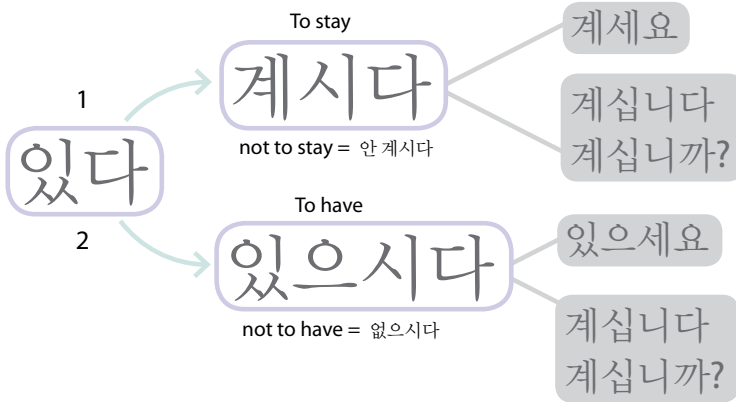 To stay
계시다
not to stay = 안 계시다
계세요
계십니다
계십니까?
1
있다
2
To have
있으시다
not to have = 없으시다
있으세요
계십니다
계십니까?